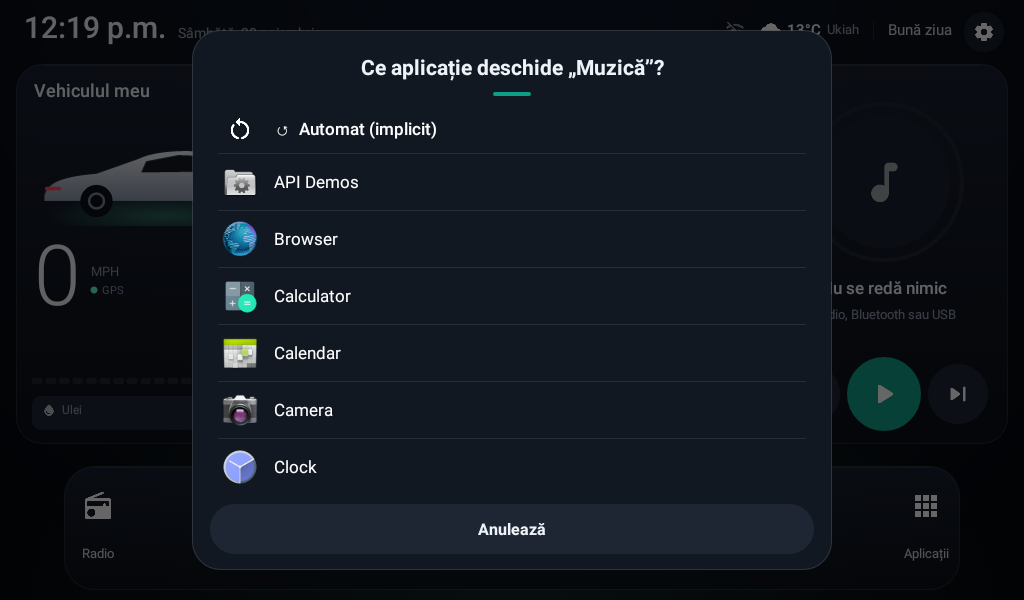 12:19 p.m.
13°C Ukiah
Bună ziua
Ce aplicație deschide „Muzică”?
Vehiculul meu
Automat (implicit)
API Demos
Browser
Calculator
Calendar
Camera
Clock
0 MPH
GPS
se redă nimic
Bluetooth sau USB
Ulei
Anulează
Radio
Aplicații